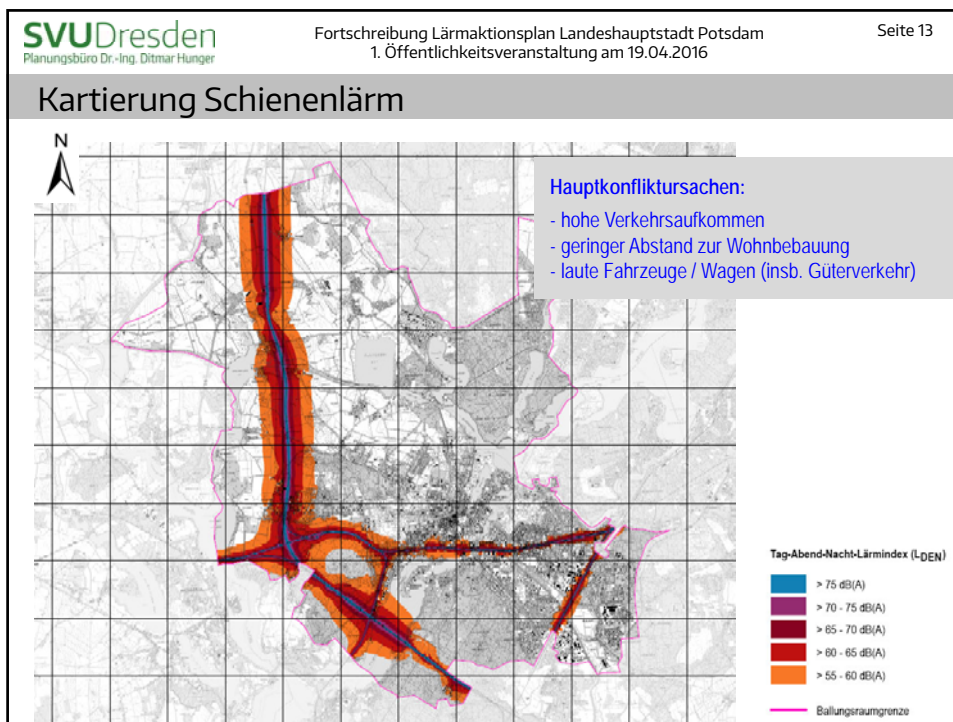 SVUDresden
Planungsbüro Dr.-Ing. Ditmar Hunger
Fortschreibung Lärmaktionsplan Landeshauptstadt Potsdam
1. Öffentlichkeitsveranstaltung am 19.04.2016
Seite 13
Kartierung Schienenlärm
N
Hauptkonfliktursachen:
- hohe Verkehrsaufkommen
- geringer Abstand zur Wohnbebauung
- laute Fahrzeuge / Wagen (insb. Güterverkehr)
Tag-Abend-Nacht-Lärmindex (LDEN)
> 75 dB(A)
> 70 - 75 dB(A)
> 65 - 70 dB(A)
> 60 - 65 dB(A)
> 55 - 60 dB(A)
Ballungsraumgrenze